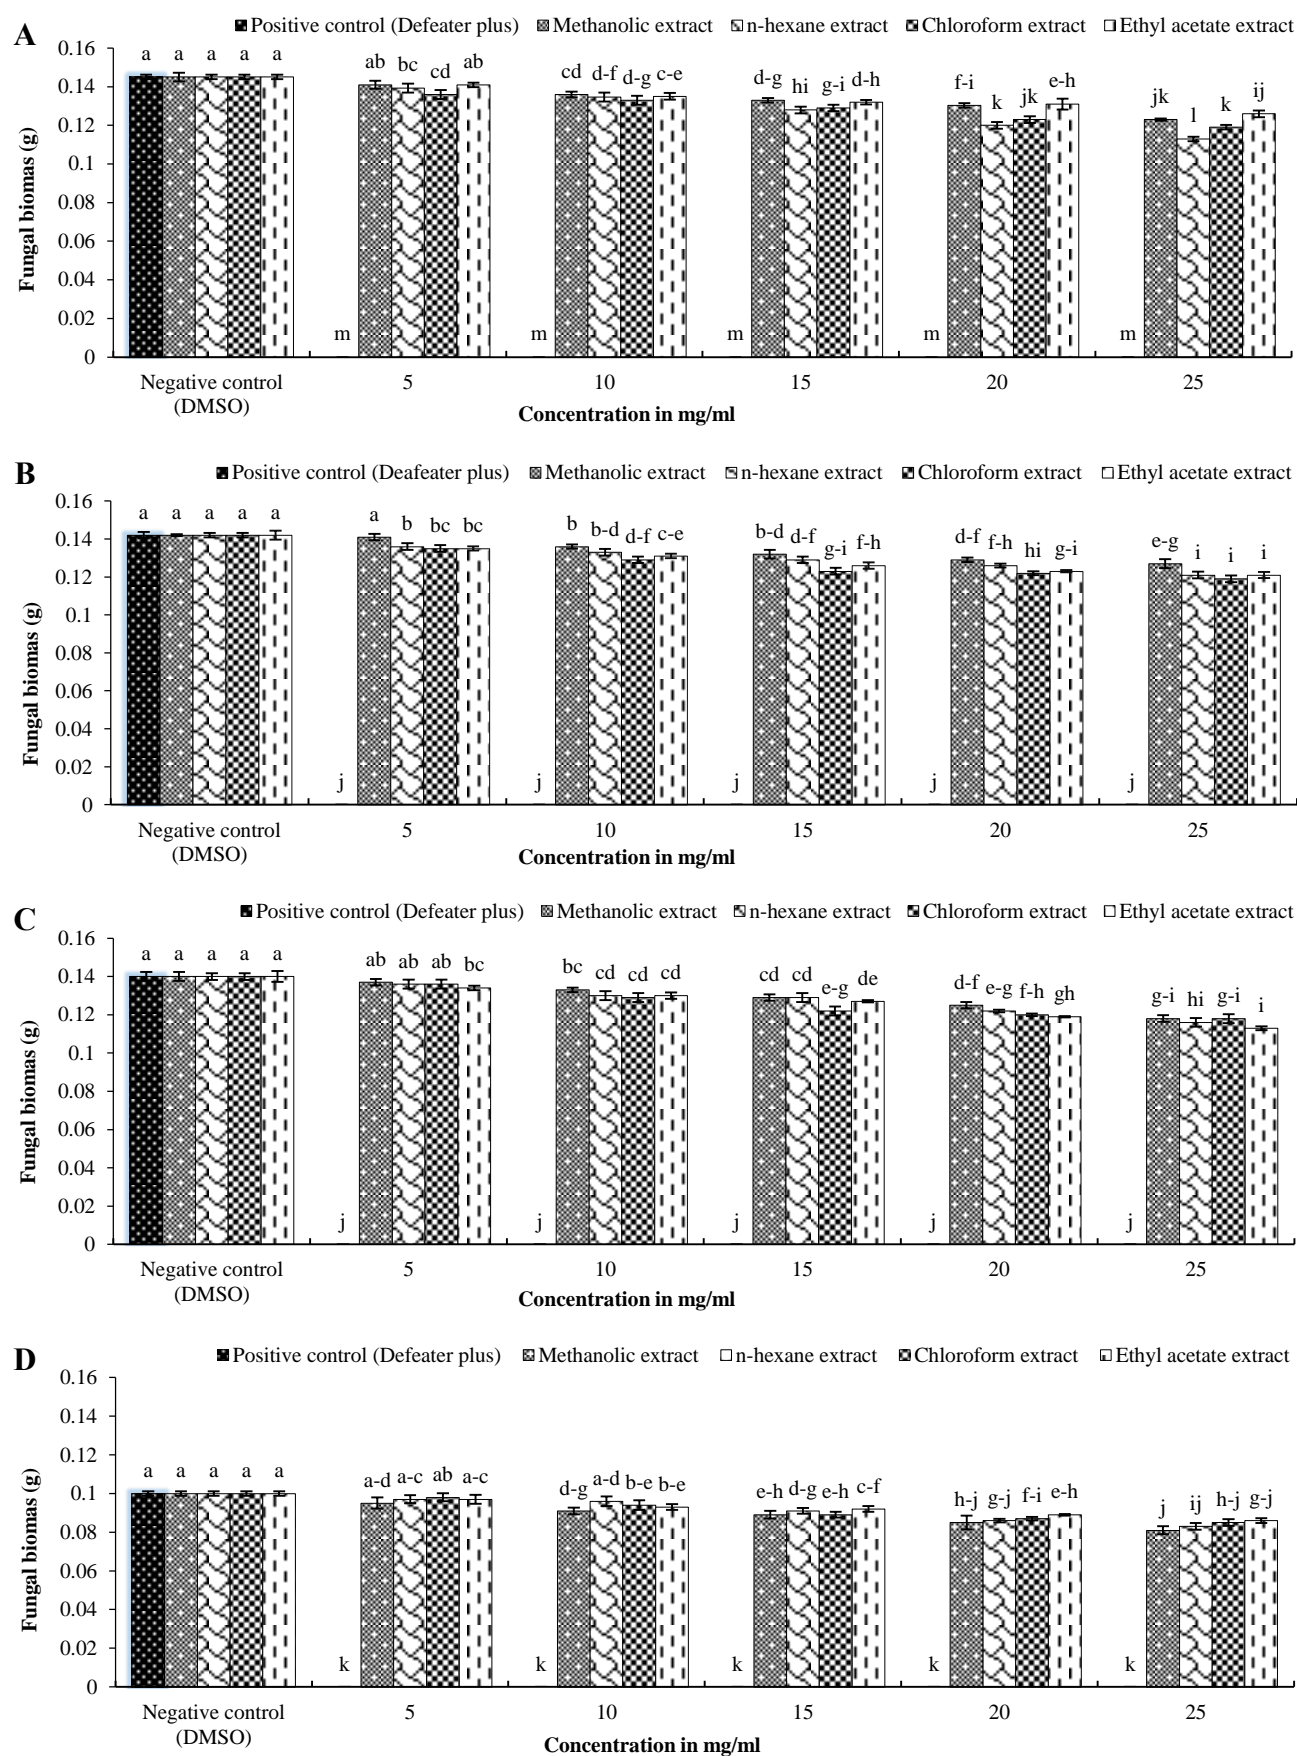 A
Positive control (Defeater plus) Methanolic extract n-hexane extract Chloroform extract Ethyl acetate extract
0.16
0.14
0.12
0.1
0.08
0.06
0.04
0.02
0
Fungal biomas (g)
a a a a a
m ab bc cd ab
m cd d-f d-g c-e
m d-g hi g-i d-h
m f-i k jk e-h
m jk l k ij
Negative control (DMSO) 5 10 15 20 25
Concentration in mg/ml
B
Positive control (Deafeater plus) Methanolic extract n-hexane extract Chloroform extract Ethyl acetate extract
0.16
0.14
0.12
0.1
0.08
0.06
0.04
0.02
0
Fungal biomas (g)
a a a a a
j a b bc bc
j b b-d d-f c-e
j b-d d-f g-i f-h
j d-f f-h hi g-i
j e-g i i i
Negative control (DMSO) 5 10 15 20 25
Concentration in mg/ml
C
Positive control (Defeater plus) Methanolic extract n-hexane extract Chloroform extract Ethyl acetate extract
0.16
0.14
0.12
0.1
0.08
0.06
0.04
0.02
0
Fungal biomas (g)
a a a a a
j ab ab ab bc
j bc cd cd cd
j cd cd e-g de
j d-f e-g f-h gh
j g-i hi g-i i
Negative control (DMSO) 5 10 15 20 25
Concentration in mg/ml
D
Positive control (Defeater plus) Methanolic extract n-hexane extract Chloroform extract Ethyl acetate extract
0.16
0.14
0.12
0.1
0.08
0.06
0.04
0.02
0
Fungal biomas (g)
a a a a a
k a-d a-c ab a-c
k d-g a-d b-e b-e
k e-h d-g e-h c-f
k h-j g-j f-i e-h
k j ij h-j g-j
Negative control (DMSO) 5 10 15 20 25
Concentration in mg/ml